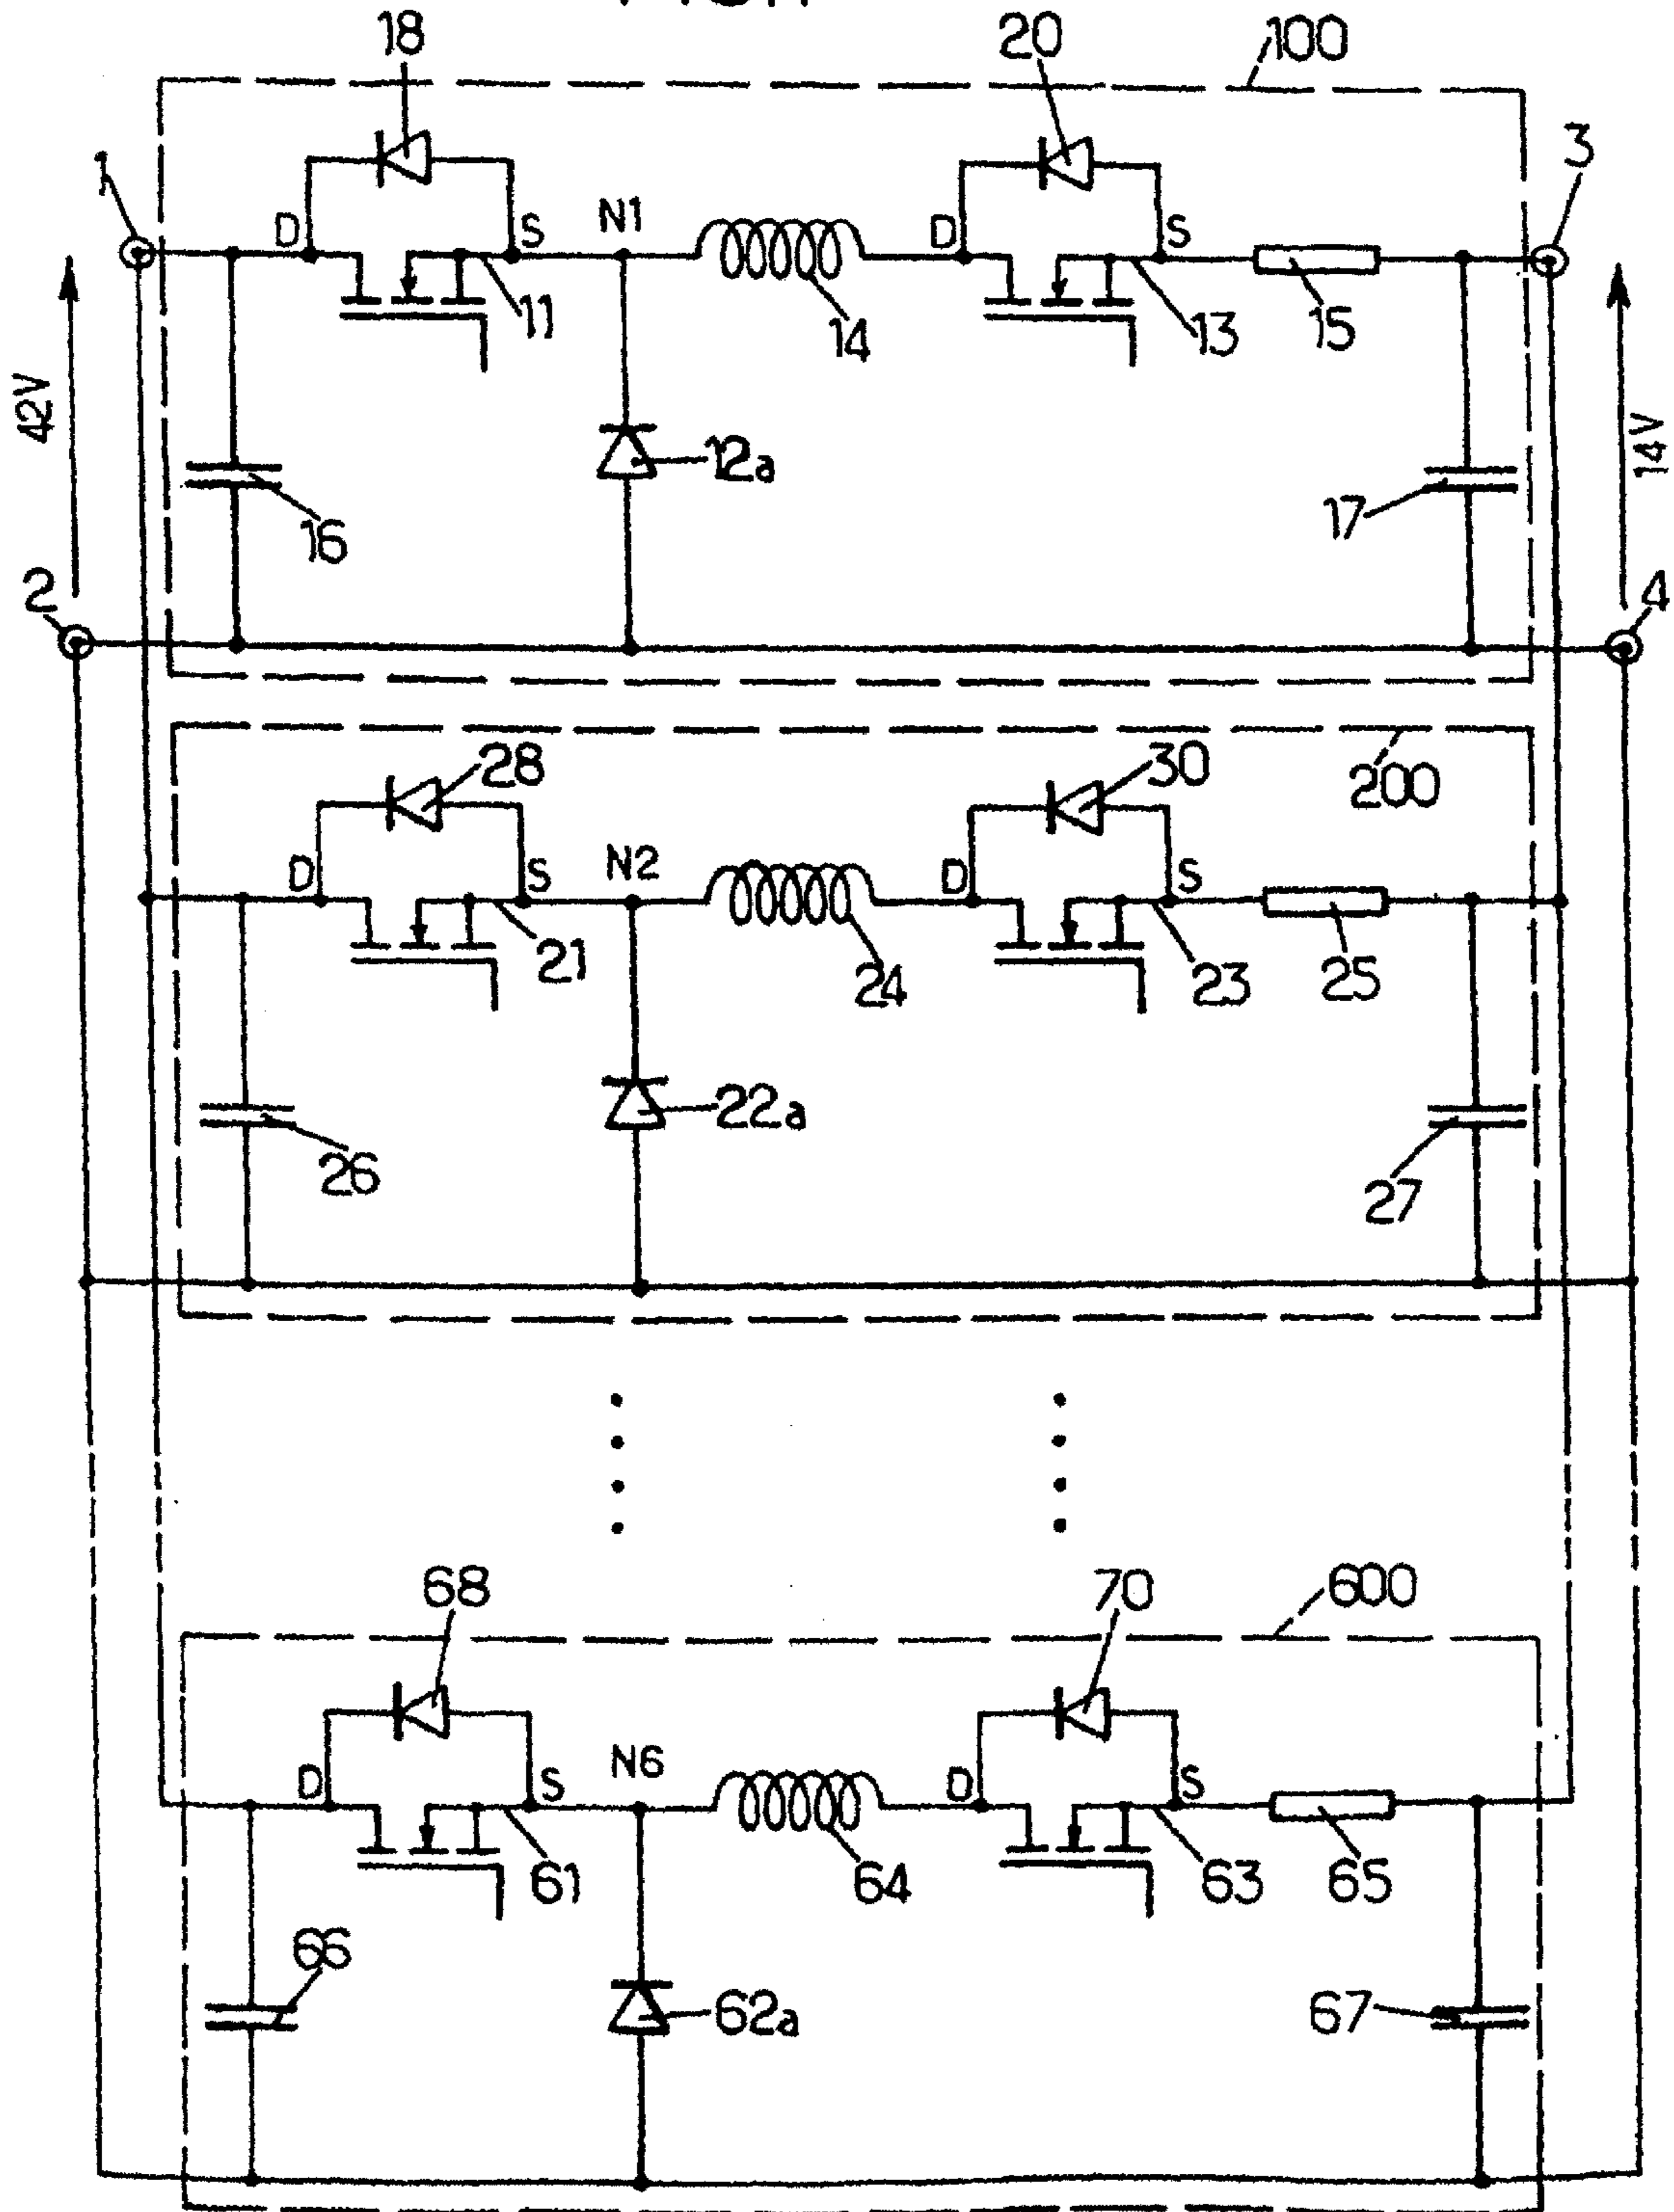 18 20 100
1 3
D S N1 D S
11 14 13 15
42V 14V
12a
16 17
2 4
28 30 200
D S N2 D S
21 24 23 25
22a
26 27
68 70 600
D S N6 D S
61 64 63 65
66 62a 67